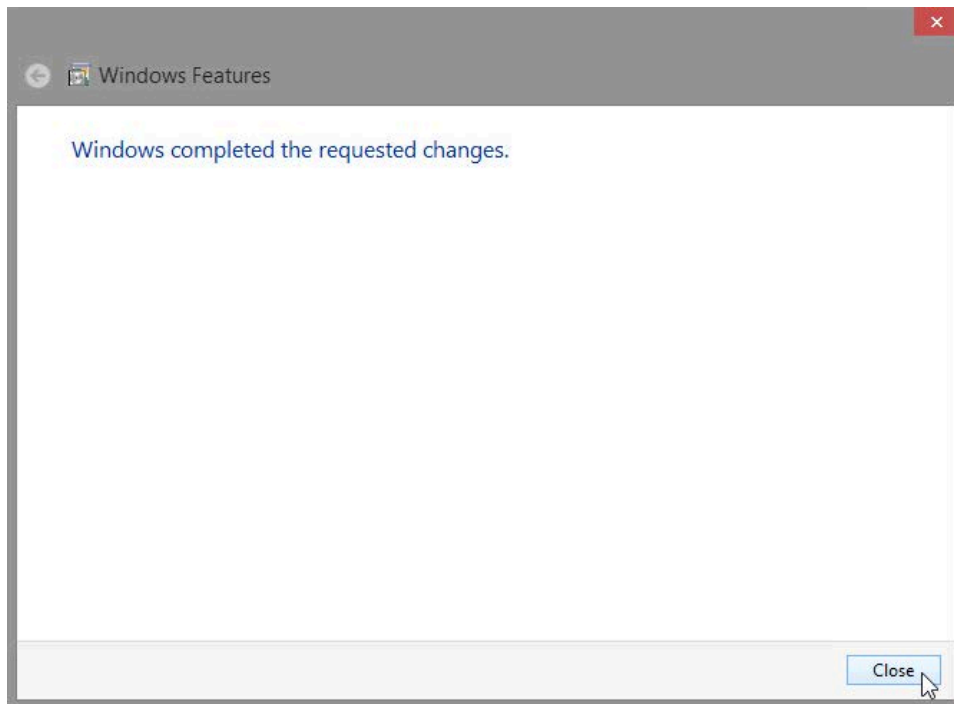 Windows Features
Windows completed the requested changes.
Close